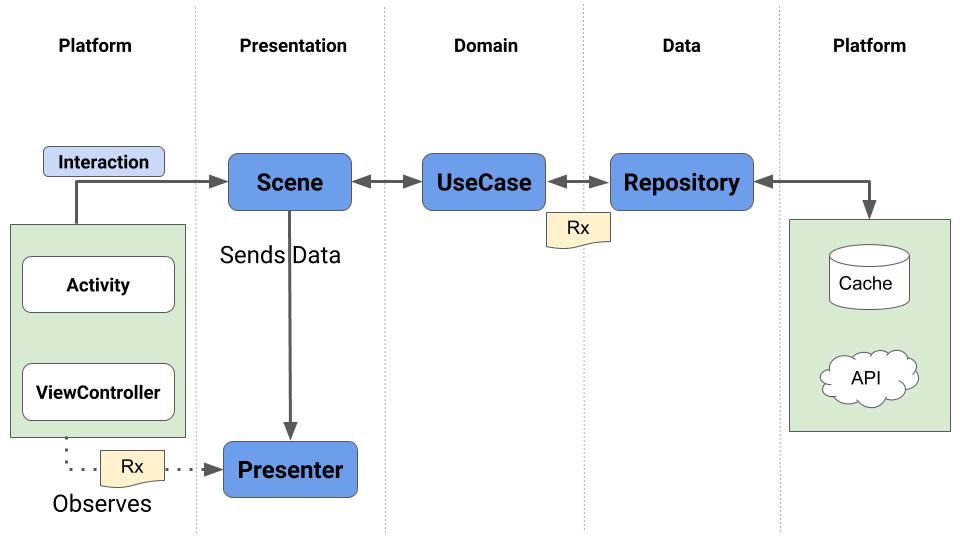 Platform
Presentation
Domain
Data
Platform
Interaction
Scene
UseCase
Repository
Rx
Sends Data
Activity
Cache
ViewController
API
Rx
Presenter
Observes